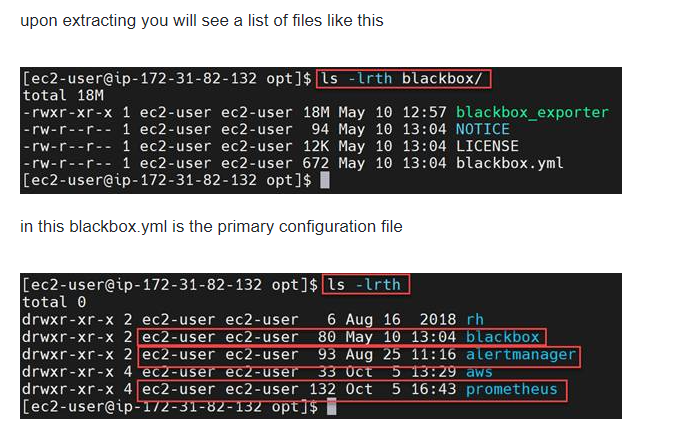 upon extracting you will see a list of files like this
[ec2-user@ip-172-31-82-132 opt]$ ls -lrth blackbox/
total 18M
-rwxr-xr-x 1 ec2-user ec2-user 18M May 10 12:57 blackbox_exporter
-rw-r--r-- 1 ec2-user ec2-user  94 May 10 13:04 NOTICE
-rw-r--r-- 1 ec2-user ec2-user 12K May 10 13:04 LICENSE
-rw-r--r-- 1 ec2-user ec2-user 672 May 10 13:04 blackbox.yml
[ec2-user@ip-172-31-82-132 opt]$
in this blackbox.yml is the primary configuration file
[ec2-user@ip-172-31-82-132 opt]$ ls -lrth
total 0
drwxr-xr-x 2 ec2-user ec2-user   6 Aug 16  2018 rh
drwxr-xr-x 2 ec2-user ec2-user  80 May 10 13:04 blackbox
drwxr-xr-x 2 ec2-user ec2-user  93 Aug 25 11:16 alertmanager
drwxr-xr-x 4 ec2-user ec2-user  33 Oct  5 13:29 aws
drwxr-xr-x 4 ec2-user ec2-user 132 Oct  5 16:43 prometheus
[ec2-user@ip-172-31-82-132 opt]$